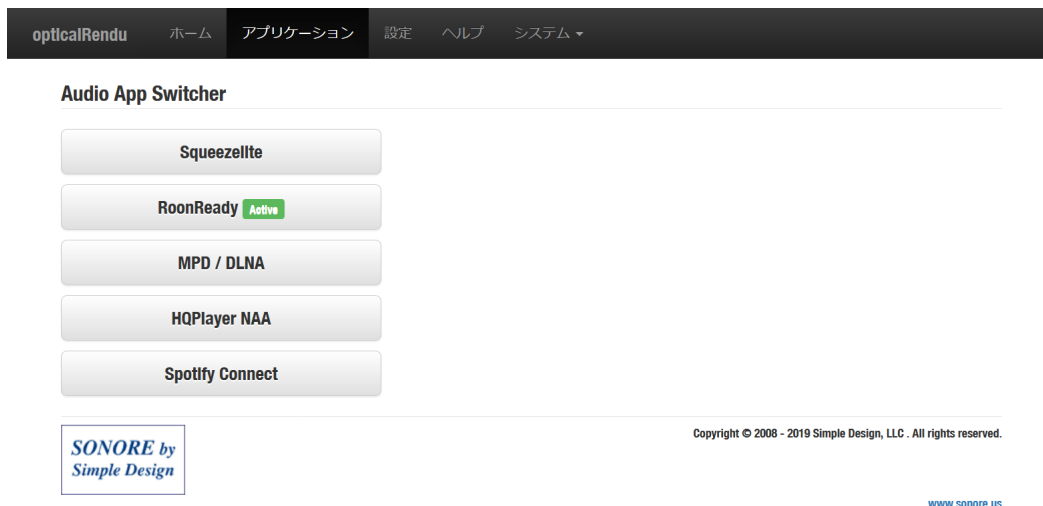 opticalRendu ホーム アプリケーション 設定 ヘルプ システム
Audio App Switcher
Squeezelite
RoonReady Active
MPD / DLNA
HQPlayer NAA
Spotify Connect
SONORE by
Simple Design
Copyright © 2008 - 2019 Simple Design, LLC . All rights reserved.
www.sonore.us